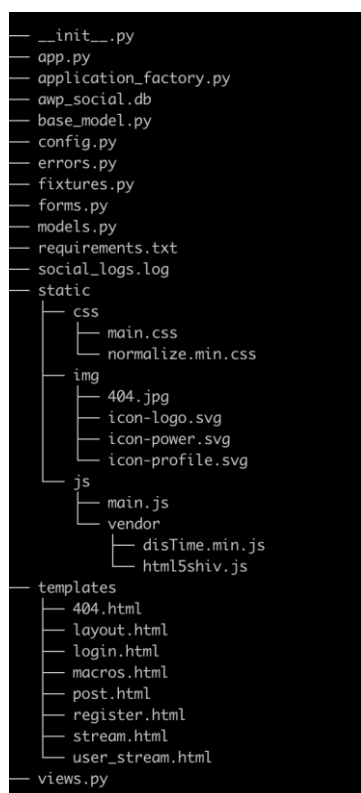 __init__.py
app.py
application_factory.py
awp_social.db
base_model.py
config.py
errors.py
fixtures.py
forms.py
models.py
requirements.txt
social_logs.log
static
css
main.css
normalize.min.css
img
404.jpg
icon-logo.svg
icon-power.svg
icon-profile.svg
js
main.js
vendor
disTime.min.js
html5shiv.js
templates
404.html
layout.html
login.html
macros.html
post.html
register.html
stream.html
user_stream.html
views.py